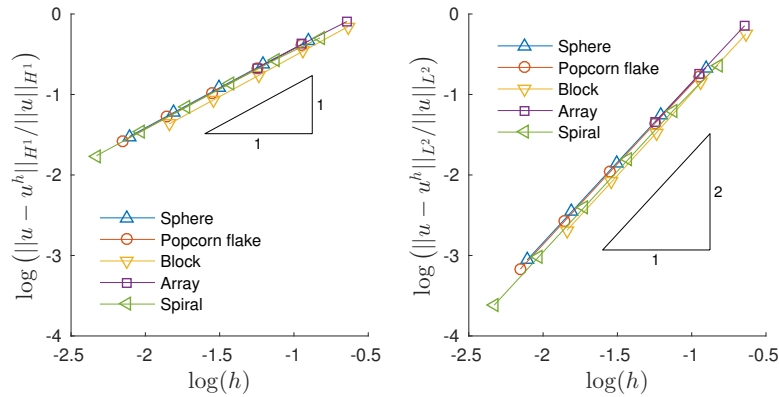 0
-1
-2
-3
-4
-2.5
-2
-1.5
-1
-0.5
log(h)
log (||u − u^h||_{H^1}/||u||_{H^1})
1
1
Sphere
Popcorn flake
Block
Array
Spiral
0
-1
-2
-3
-4
-2.5
-2
-1.5
-1
-0.5
log(h)
log (||u − u^h||_{L^2}/||u||_{L^2})
Sphere
Popcorn flake
Block
Array
Spiral
2
1